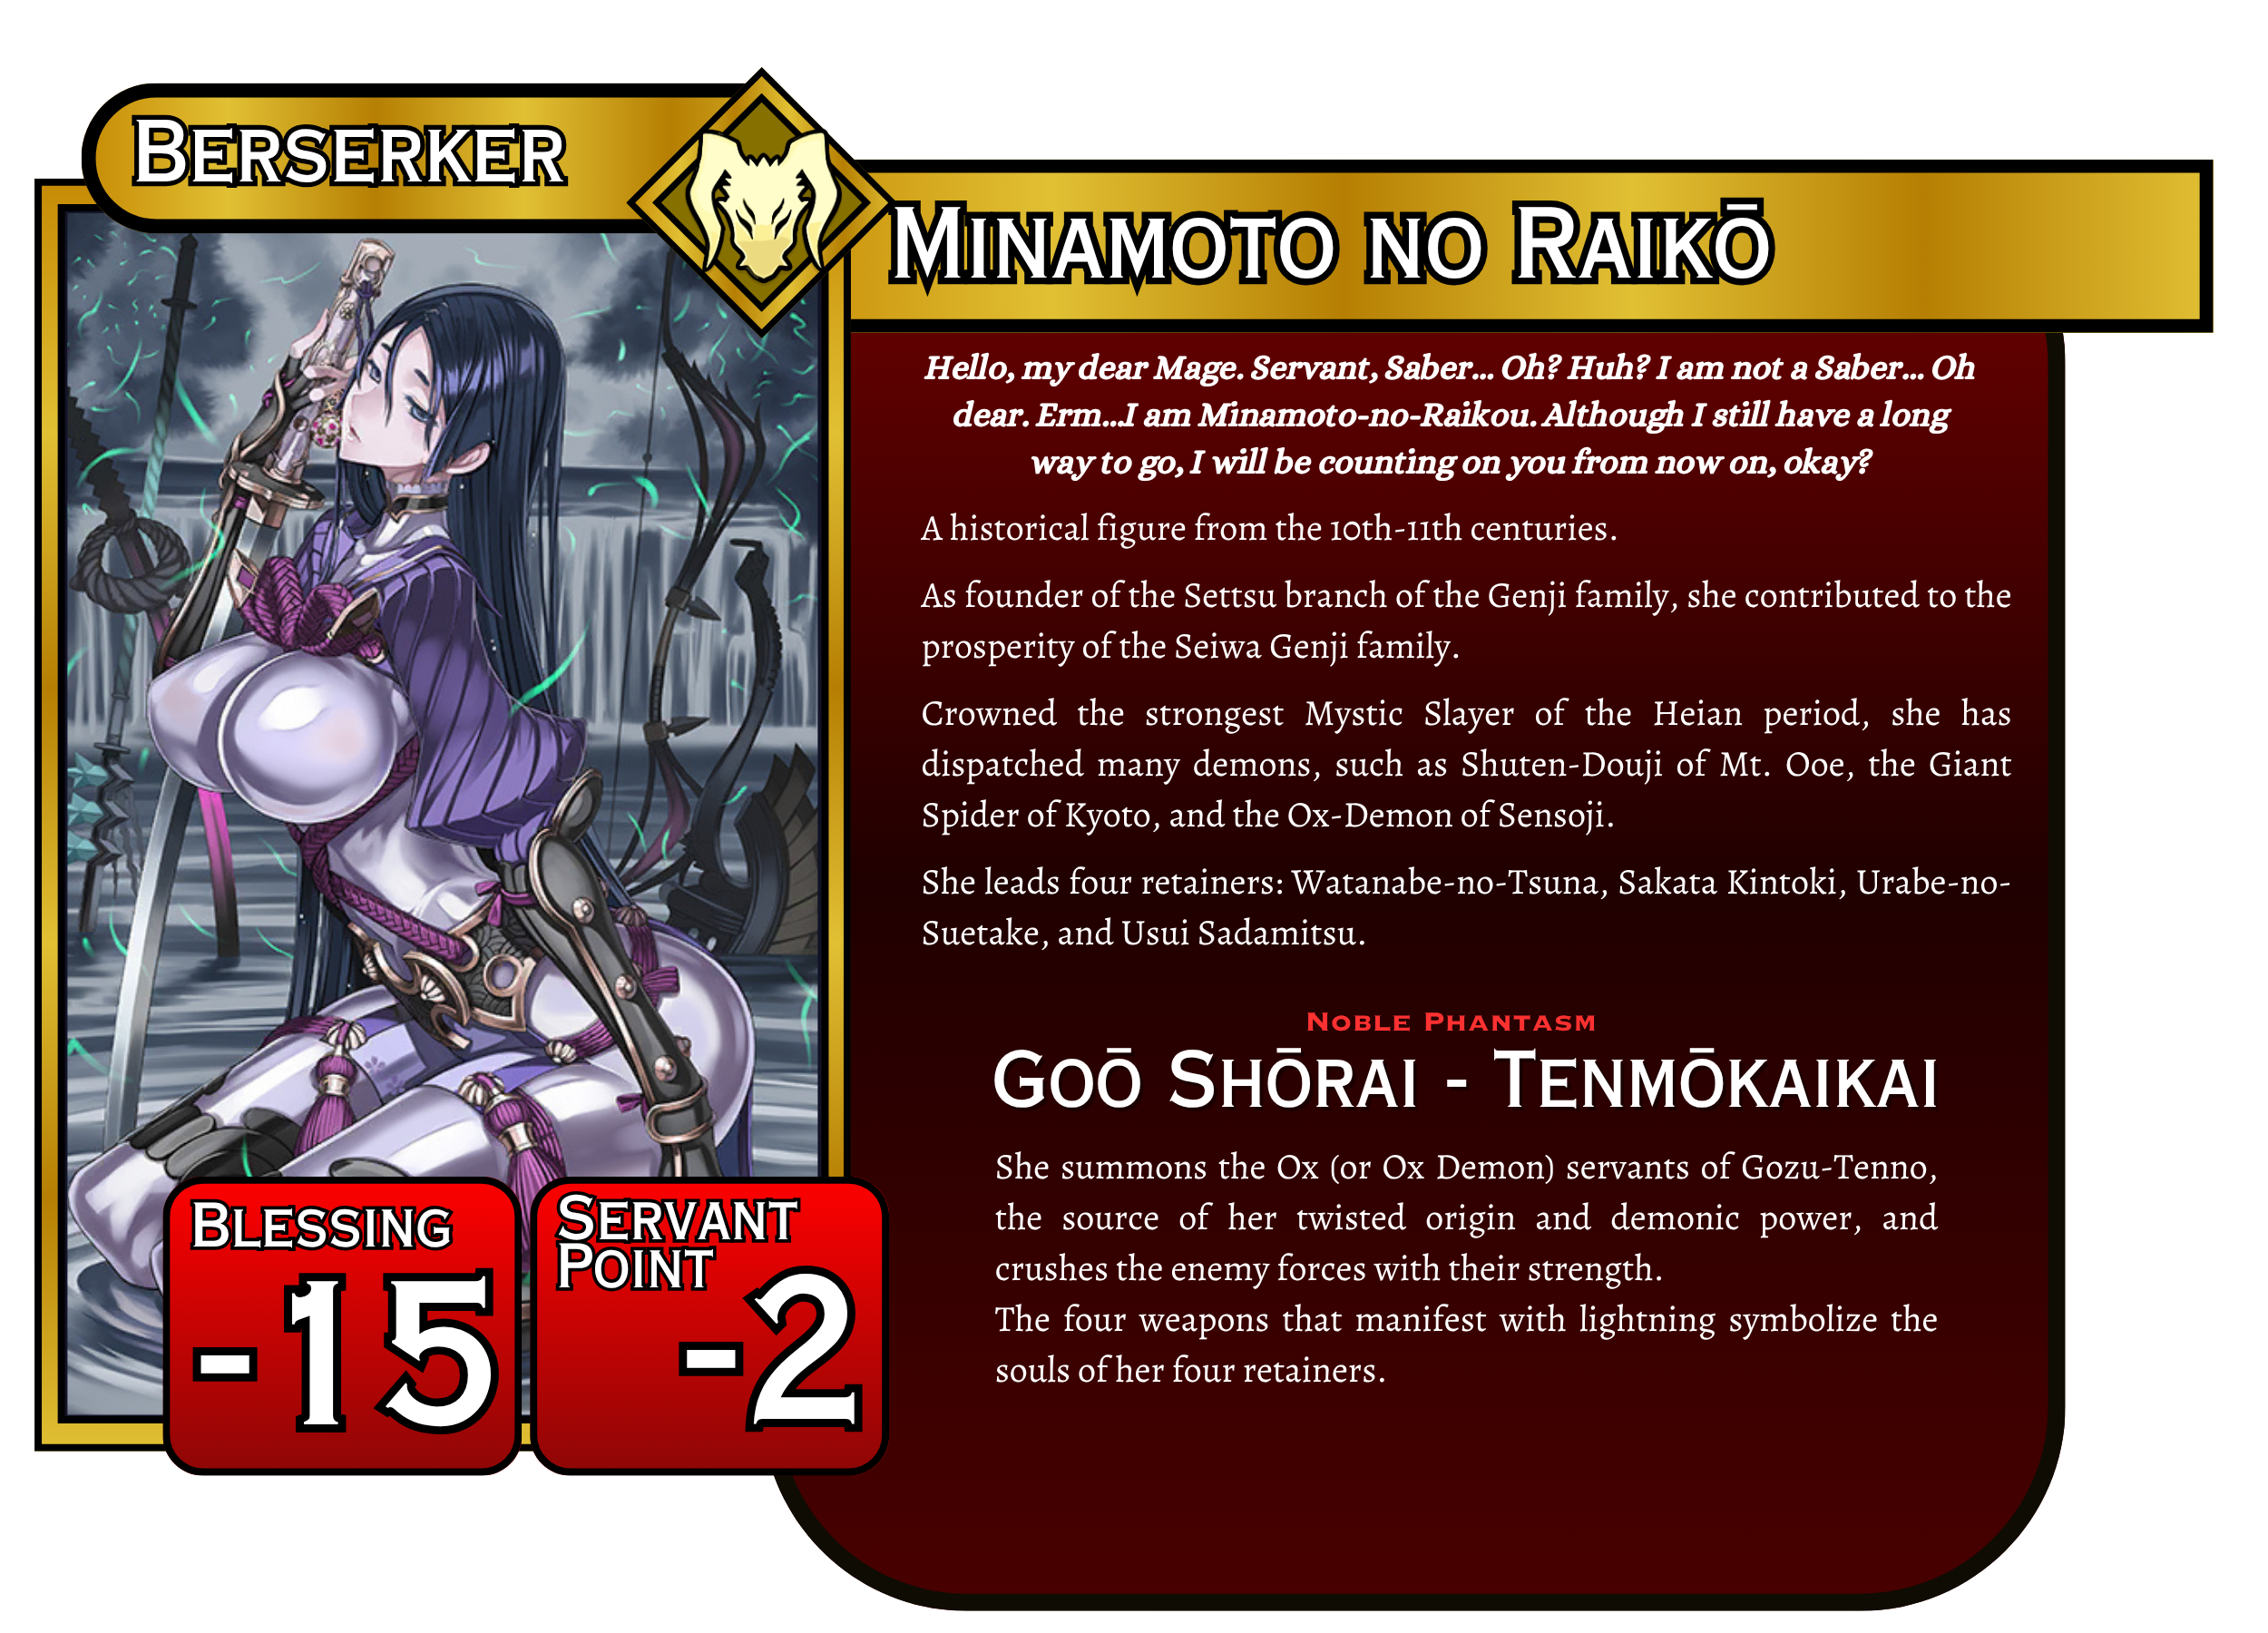 Berserker
Minamoto no Raikō
Hello, my dear Mage. Servant, Saber... Oh? Huh? I am not a Saber... Oh
dear. Erm...I am Minamoto-no-Raikou. Although I still have a long
way to go, I will be counting on you from now on, okay?
A historical figure from the 10th-11th centuries.
As founder of the Settsu branch of the Genji family, she contributed to the
prosperity of the Seiwa Genji family.
Crowned the strongest Mystic Slayer of the Heian period, she has
dispatched many demons, such as Shuten-Douji of Mt. Ooe, the Giant
Spider of Kyoto, and the Ox-Demon of Sensoji.
She leads four retainers: Watanabe-no-Tsuna, Sakata Kintoki, Urabe-no-
Suetake, and Usui Sadamitsu.
Noble Phantasm
Goō Shōrai - Tenmōkaikai
She summons the Ox (or Ox Demon) servants of Gozu-Tenno,
the source of her twisted origin and demonic power, and
crushes the enemy forces with their strength.
The four weapons that manifest with lightning symbolize the
souls of her four retainers.
Blessing
-15
Servant
Point
-2